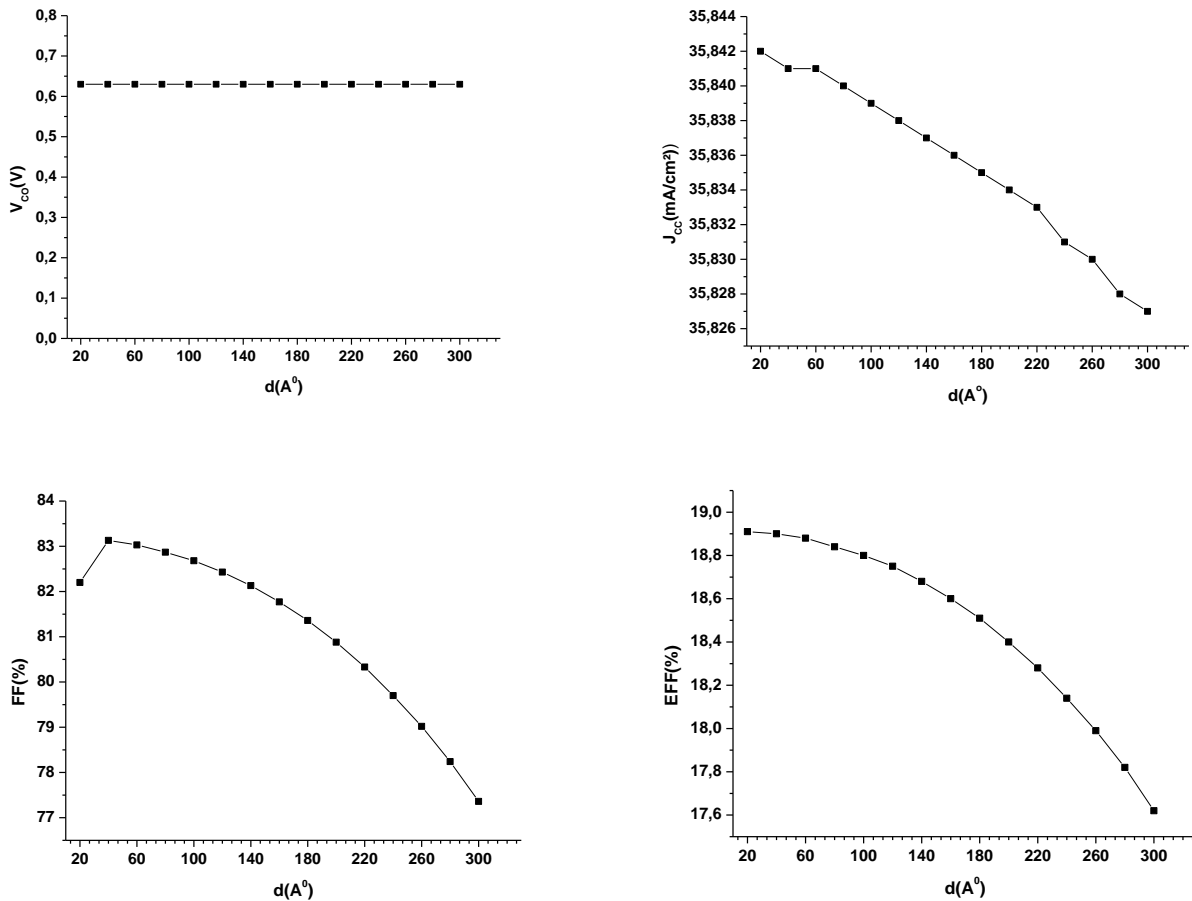 0,8
0,7
0,6
0,5
0,4
0,3
0,2
0,1
0,0
20 60 100 140 180 220 260 300
V_CO(V)
d(A⁰)
35,844
35,842
35,840
35,838
35,836
35,834
35,832
35,830
35,828
35,826
20 60 100 140 180 220 260 300
J_CC(mA/cm²))
d(A°)
84
83
82
81
80
79
78
77
20 60 100 140 180 220 260 300
FF(%)
d(A⁰)
19,0
18,8
18,6
18,4
18,2
18,0
17,8
17,6
20 60 100 140 180 220 260 300
EFF(%)
d(A⁰)